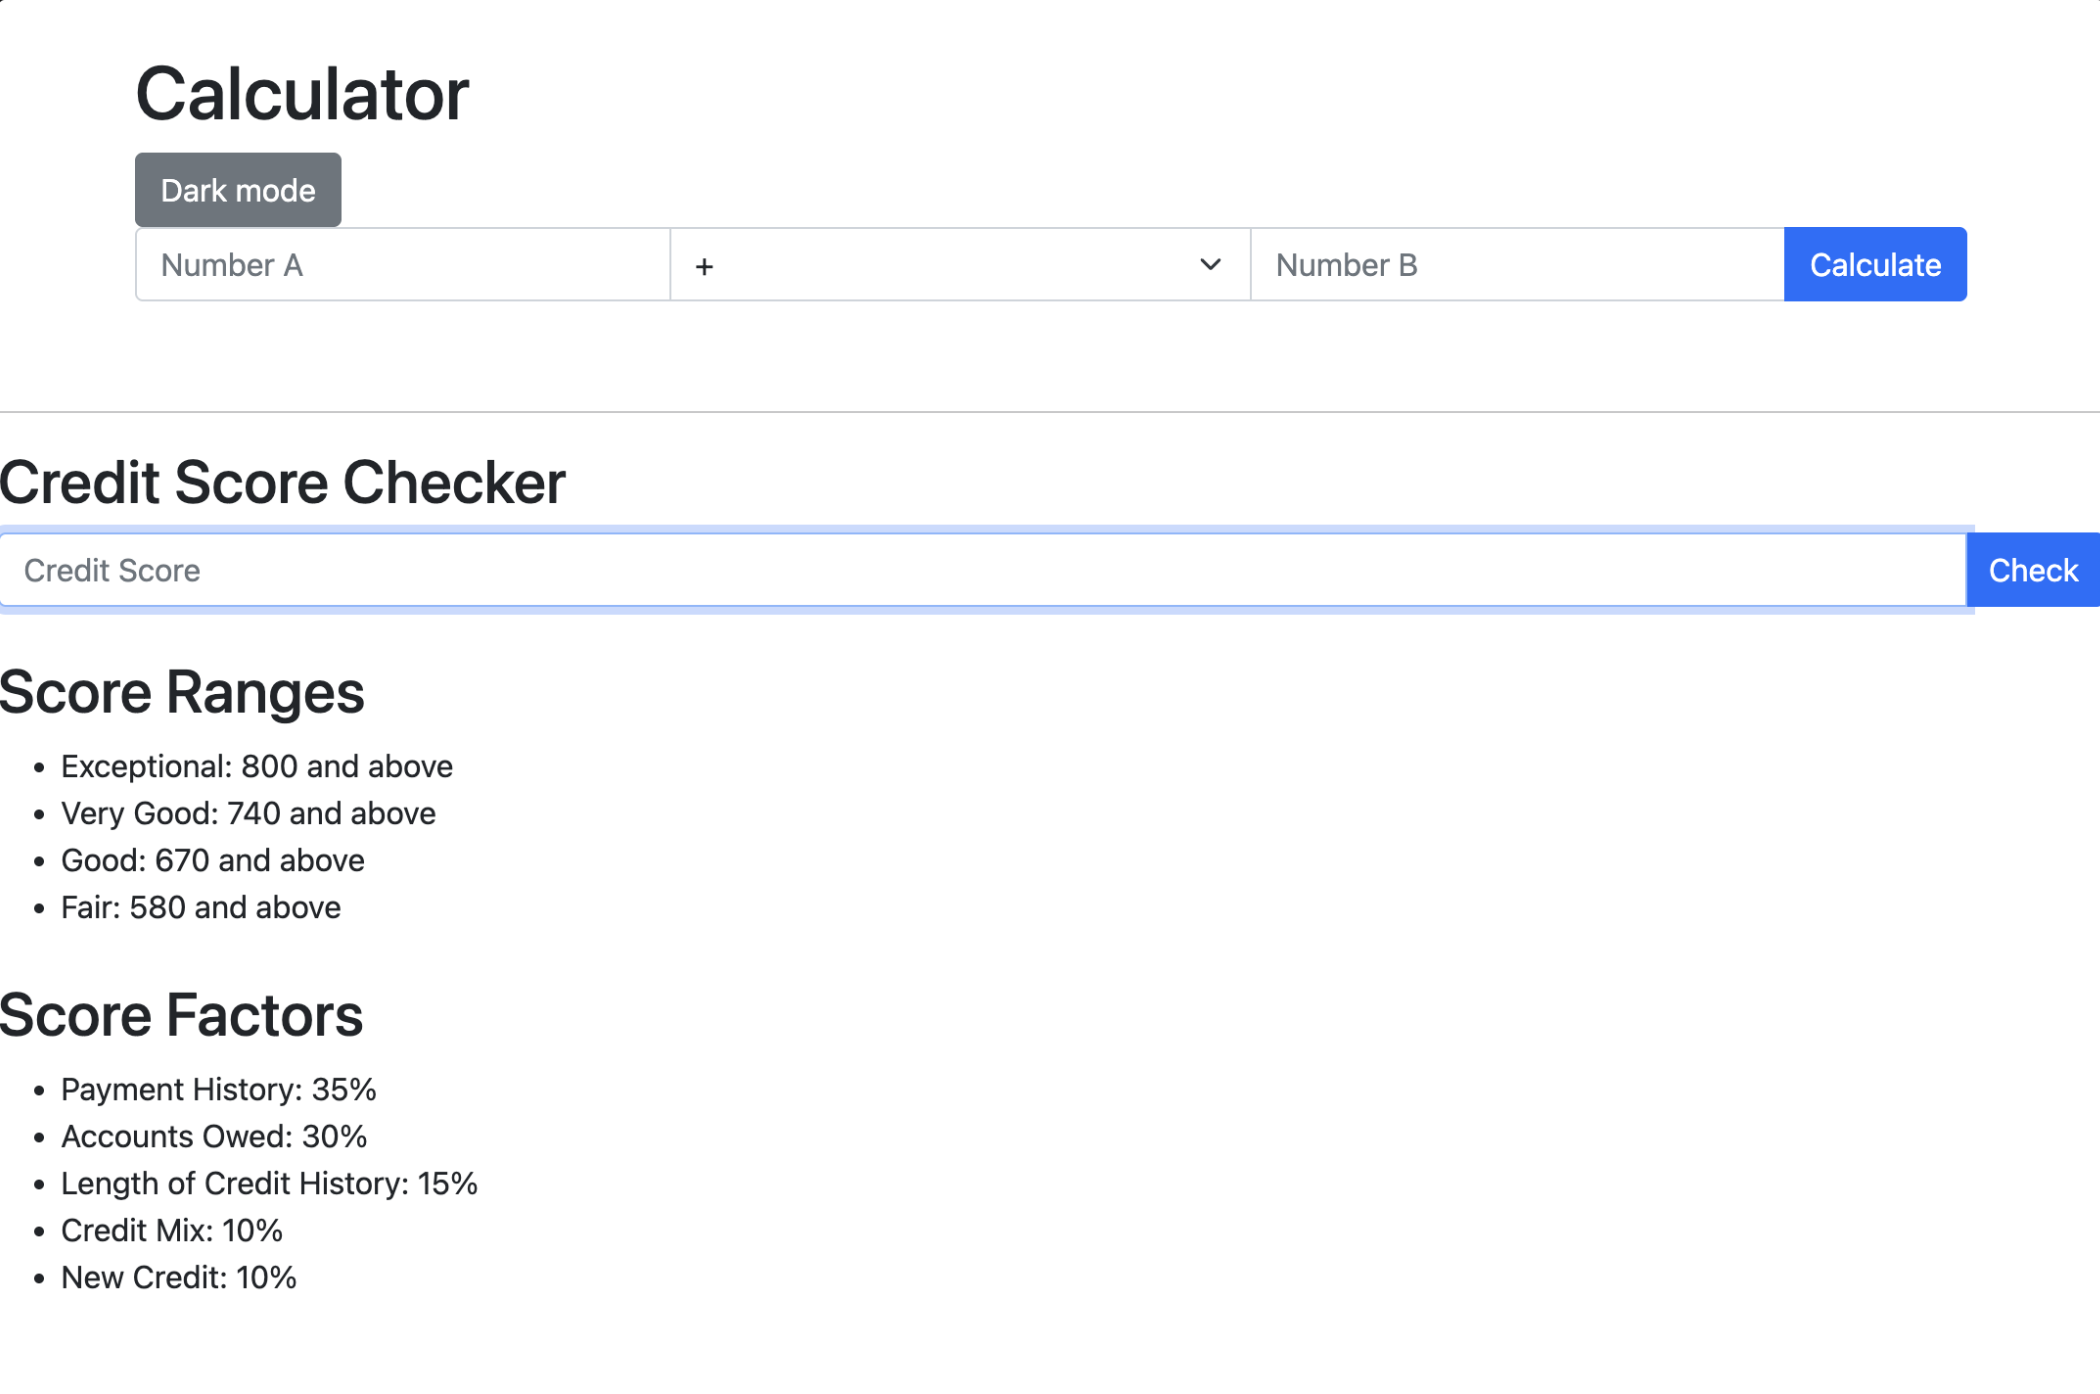 Calculator
Dark mode
Number A + Number B Calculate
Credit Score Checker
Credit Score Check
Score Ranges
• Exceptional: 800 and above
• Very Good: 740 and above
• Good: 670 and above
• Fair: 580 and above
Score Factors
• Payment History: 35%
• Accounts Owed: 30%
• Length of Credit History: 15%
• Credit Mix: 10%
• New Credit: 10%